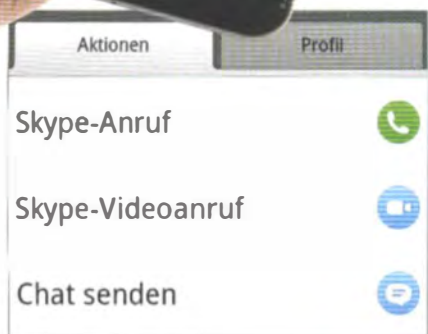 Aktionen Profil
Skype-Anruf
Skype-Videoanruf
Chat senden